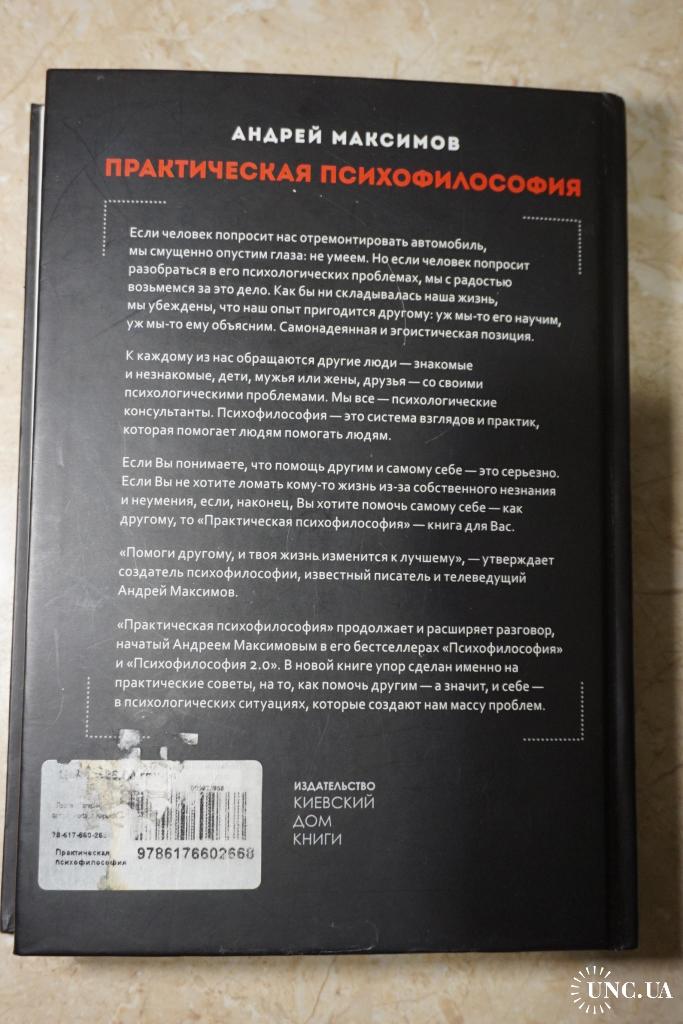 АНДРЕЙ МАКСИМОВ
ПРАКТИЧЕСКАЯ ПСИХОФИЛОСОФИЯ
Если человек попросит нас отремонтировать автомобиль,
мы смущенно опустим глаза: не умеем. Но если человек попросит
разобраться в его психологических проблемах, мы с радостью
возьмемся за это дело. Как бы ни складывалась наша жизнь,
мы убеждены, что наш опыт пригодится другому: уж мы-то его научим,
уж мы-то ему объясним. Самонадеянная и эгоистическая позиция.
К каждому из нас обращаются другие люди — знакомые
и незнакомые, дети, мужья или жены, друзья — со своими
психологическими проблемами. Мы все — психологические
консультанты. Психофилософия — это система взглядов и практик,
которая помогает людям помогать людям.
Если Вы понимаете, что помощь другим и самому себе — это серьезно.
Если Вы не хотите ломать кому-то жизнь из-за собственного незнания
и неумения, если, наконец, Вы хотите помочь самому себе — как
другому, то «Практическая психофилософия» — книга для Вас.
«Помоги другому, и твоя жизнь изменится к лучшему», — утверждает
создатель психофилософии, известный писатель и телеведущий
Андрей Максимов.
«Практическая психофилософия» продолжает и расширяет разговор,
начатый Андреем Максимовым в его бестселлерах «Психофилософия»
и «Психофилософия 2.0». В новой книге упор сделан именно на
практические советы, на то, как помочь другим — а значит, и себе —
в психологических ситуациях, которые создают нам массу проблем.
78-617-660-26
Практическая
психофилософия
9786176602668
ИЗДАТЕЛЬСТВО
КИЕВСКИЙ
ДОМ
КНИГИ
UNC.UA